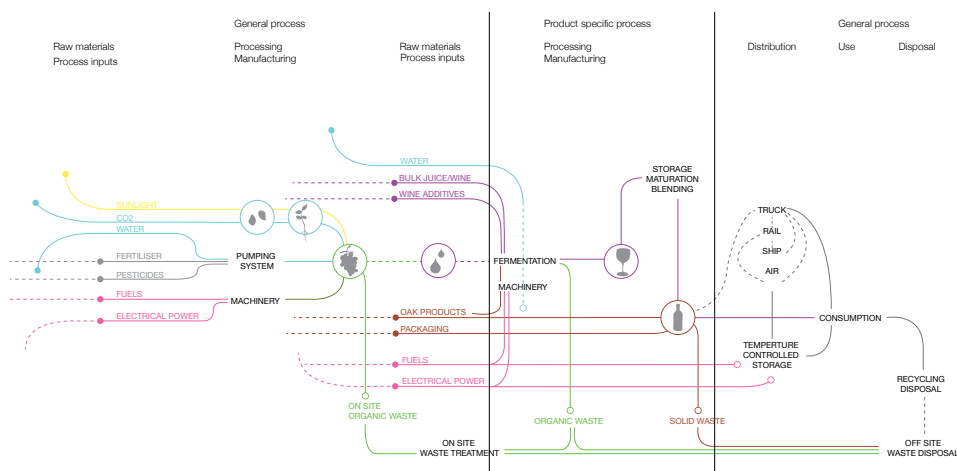 General process
Product specific process
General process
Raw materials
Process inputs
Processing
Manufacturing
Raw materials
Process inputs
Processing
Manufacturing
Distribution
Use
Disposal
WATER
BULK JUICE/WINE
WINE ADDITIVES
STORAGE
MATURATION
BLENDING
SUNLIGHT
CO2
WATER
TRUCK
RAIL
SHIP
AIR
FERTILISER
PESTICIDES
PUMPING
SYSTEM
FERMENTATION
MACHINERY
FUELS
MACHINERY
ELECTRICAL POWER
OAK PRODUCTS
PACKAGING
CONSUMPTION
TEMPERTURE
CONTROLLED
STORAGE
FUELS
ELECTRICAL POWER
RECYCLING
DISPOSAL
ON SITE
ORGANIC WASTE
ORGANIC WASTE
SOLID WASTE
ON SITE
WASTE TREATMENT
OFF SITE
WASTE DISPOSAL